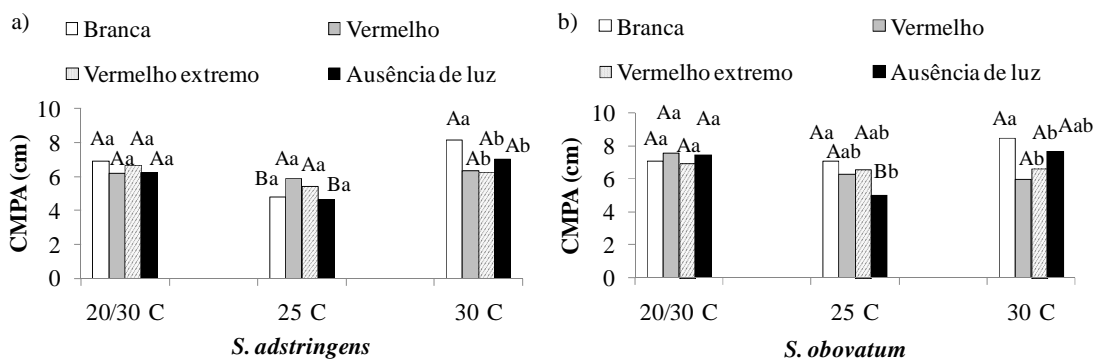 a)
Branca
Vermelho
Vermelho extremo
Ausência de luz
CMPA (cm)
10
8
6
4
2
0
Aa
Aa
Aa
Aa
Ba
Aa
Aa
Ba
Aa
Ab
Ab
Ab
20/30 C
25 C
30 C
S. adstringens
b)
Branca
Vermelho
Vermelho extremo
Ausência de luz
CMPA (cm)
10
8
6
4
2
0
Aa
Aa
Aa
Aa
Aa
Aab
Aab
Bb
Aa
Ab
Ab
Aab
20/30 C
25 C
30 C
S. obovatum